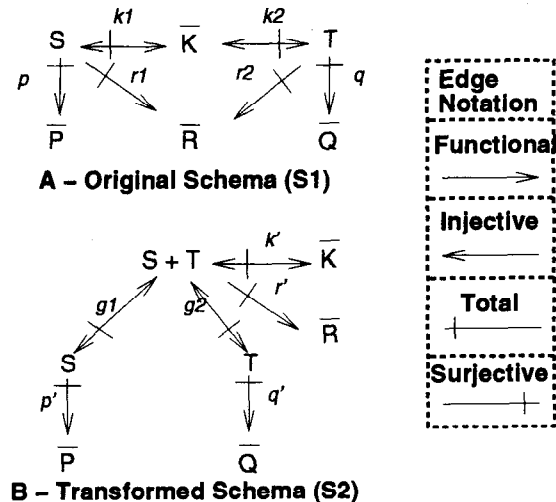 k1 k2
S K̅ T
p r1 r2 q
P̅ R̅ Q̅
A – Original Schema (S1)
k'
S + T K̅
g1 g2 r'
R̅
S T
p' q'
P̅ Q̅
B – Transformed Schema (S2)
Edge
Notation
Functional
Injective
Total
Surjective